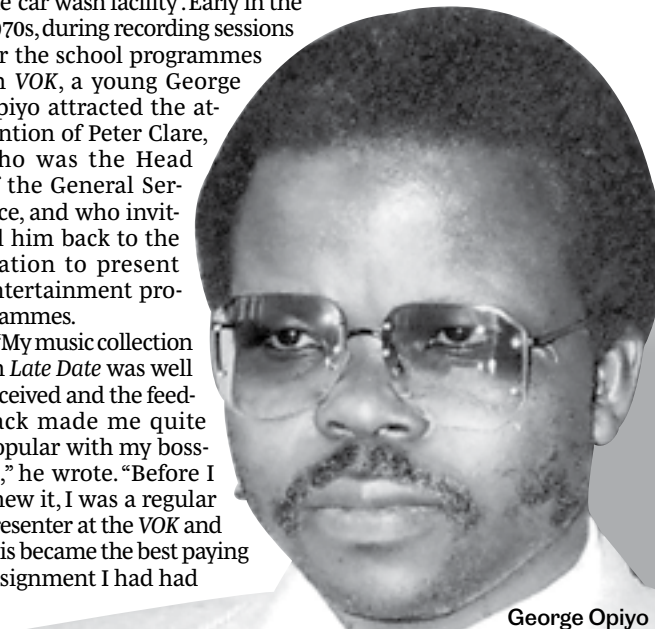 e ‘car wash facility’. Early in the
970s, during recording sessions
r the school programmes
n VOK, a young George
piyo attracted the at-
ntion of Peter Clare,
ho was the Head
f the General Ser-
ce, and who invit-
d him back to the
ation to present
ntertainment pro-
ammes.
“My music collection
n Late Date was well
ceived and the feed-
ack made me quite
opular with my boss-
,” he wrote. “Before I
new it, I was a regular
resenter at the VOK and
is became the best paying
signment I had had
George Opiyo